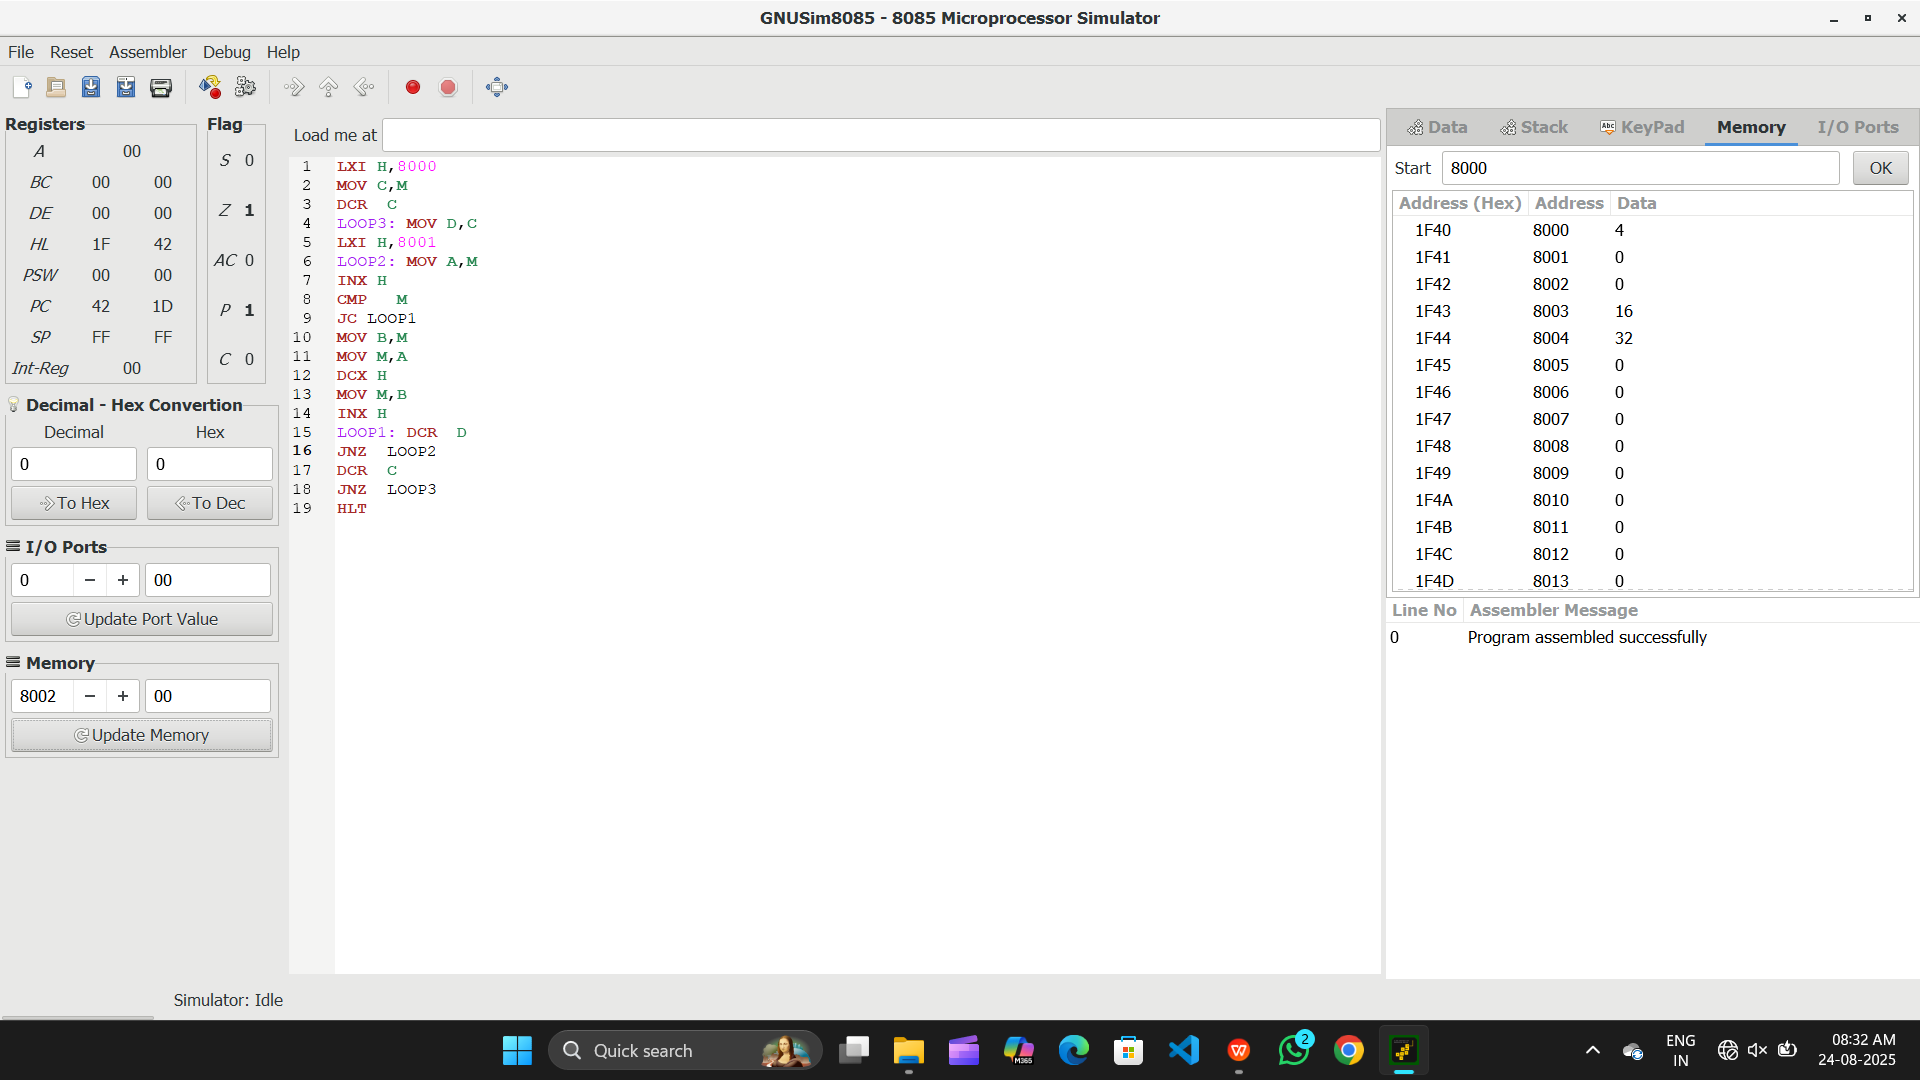 GNUSim8085 - 8085 Microprocessor Simulator
File Reset Assembler Debug Help
Registers
A 00
BC 00 00
DE 00 00
HL 1F 42
PSW 00 00
PC 42 1D
SP FF FF
Int-Reg 00
Flag
S 0
Z 1
AC 0
P 1
C 0
Decimal - Hex Convertion
Decimal Hex
0 0
To Hex To Dec
I/O Ports
0 − + 00
Update Port Value
Memory
8002 − + 00
Update Memory
Load me at
1 LXI H,8000
2 MOV C,M
3 DCR C
4 LOOP3: MOV D,C
5 LXI H,8001
6 LOOP2: MOV A,M
7 INX H
8 CMP M
9 JC LOOP1
10 MOV B,M
11 MOV M,A
12 DCX H
13 MOV M,B
14 INX H
15 LOOP1: DCR D
16 JNZ LOOP2
17 DCR C
18 JNZ LOOP3
19 HLT
Data Stack Abc KeyPad Memory I/O Ports
Start 8000 OK
Address (Hex) Address Data
1F40 8000 4
1F41 8001 0
1F42 8002 0
1F43 8003 16
1F44 8004 32
1F45 8005 0
1F46 8006 0
1F47 8007 0
1F48 8008 0
1F49 8009 0
1F4A 8010 0
1F4B 8011 0
1F4C 8012 0
1F4D 8013 0
Line No Assembler Message
0 Program assembled successfully
Simulator: Idle
Quick search
M365
W
2
ENG
IN
08:32 AM
24-08-2025